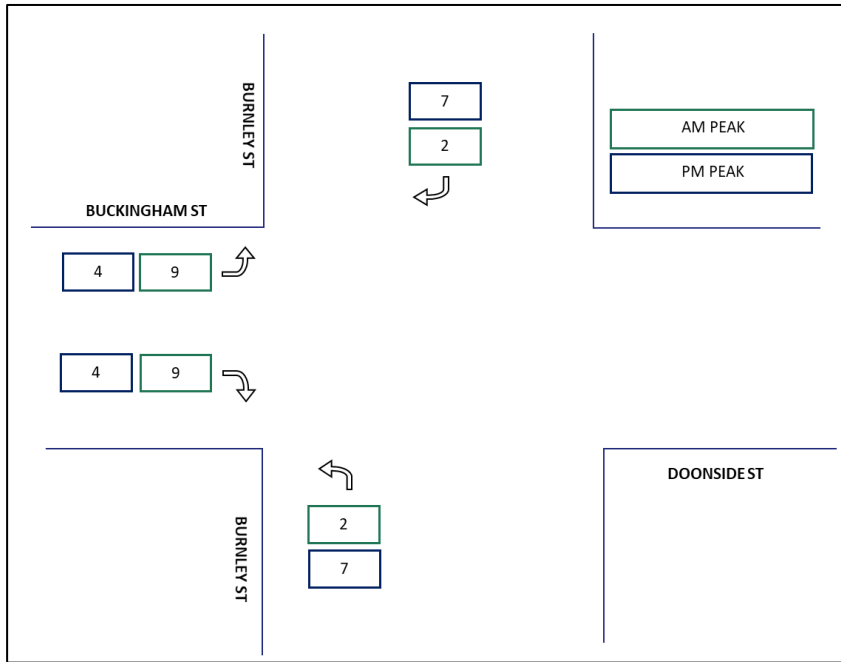 BURNLEY ST
7
2
AM PEAK
PM PEAK
BUCKINGHAM ST
4 9
4 9
DOONSIDE ST
BURNLEY ST
2
7